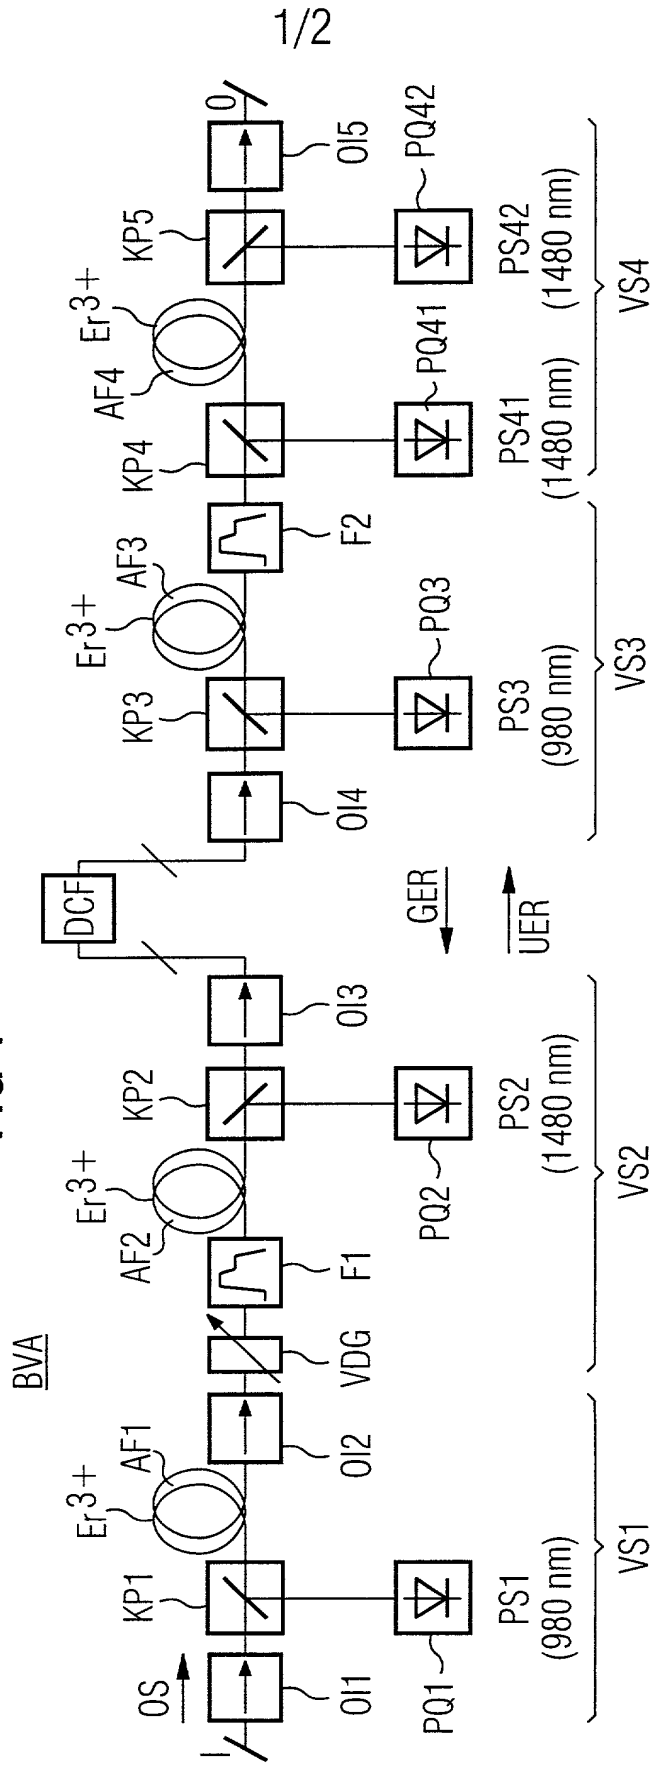 1/2
BVA
Er3+
AF1
Er3+
AF2
DCF
Er3+
AF3
Er3+
AF4
OS
KP1
KP2
KP3
KP4
KP5
I
O
OI1
OI2
VDG
F1
OI3
OI4
F2
OI5
GER
UER
PQ1
PQ2
PQ3
PQ41
PQ42
PS1
(980 nm)
PS2
(1480 nm)
PS3
(980 nm)
PS41
(1480 nm)
PS42
(1480 nm)
VS1
VS2
VS3
VS4